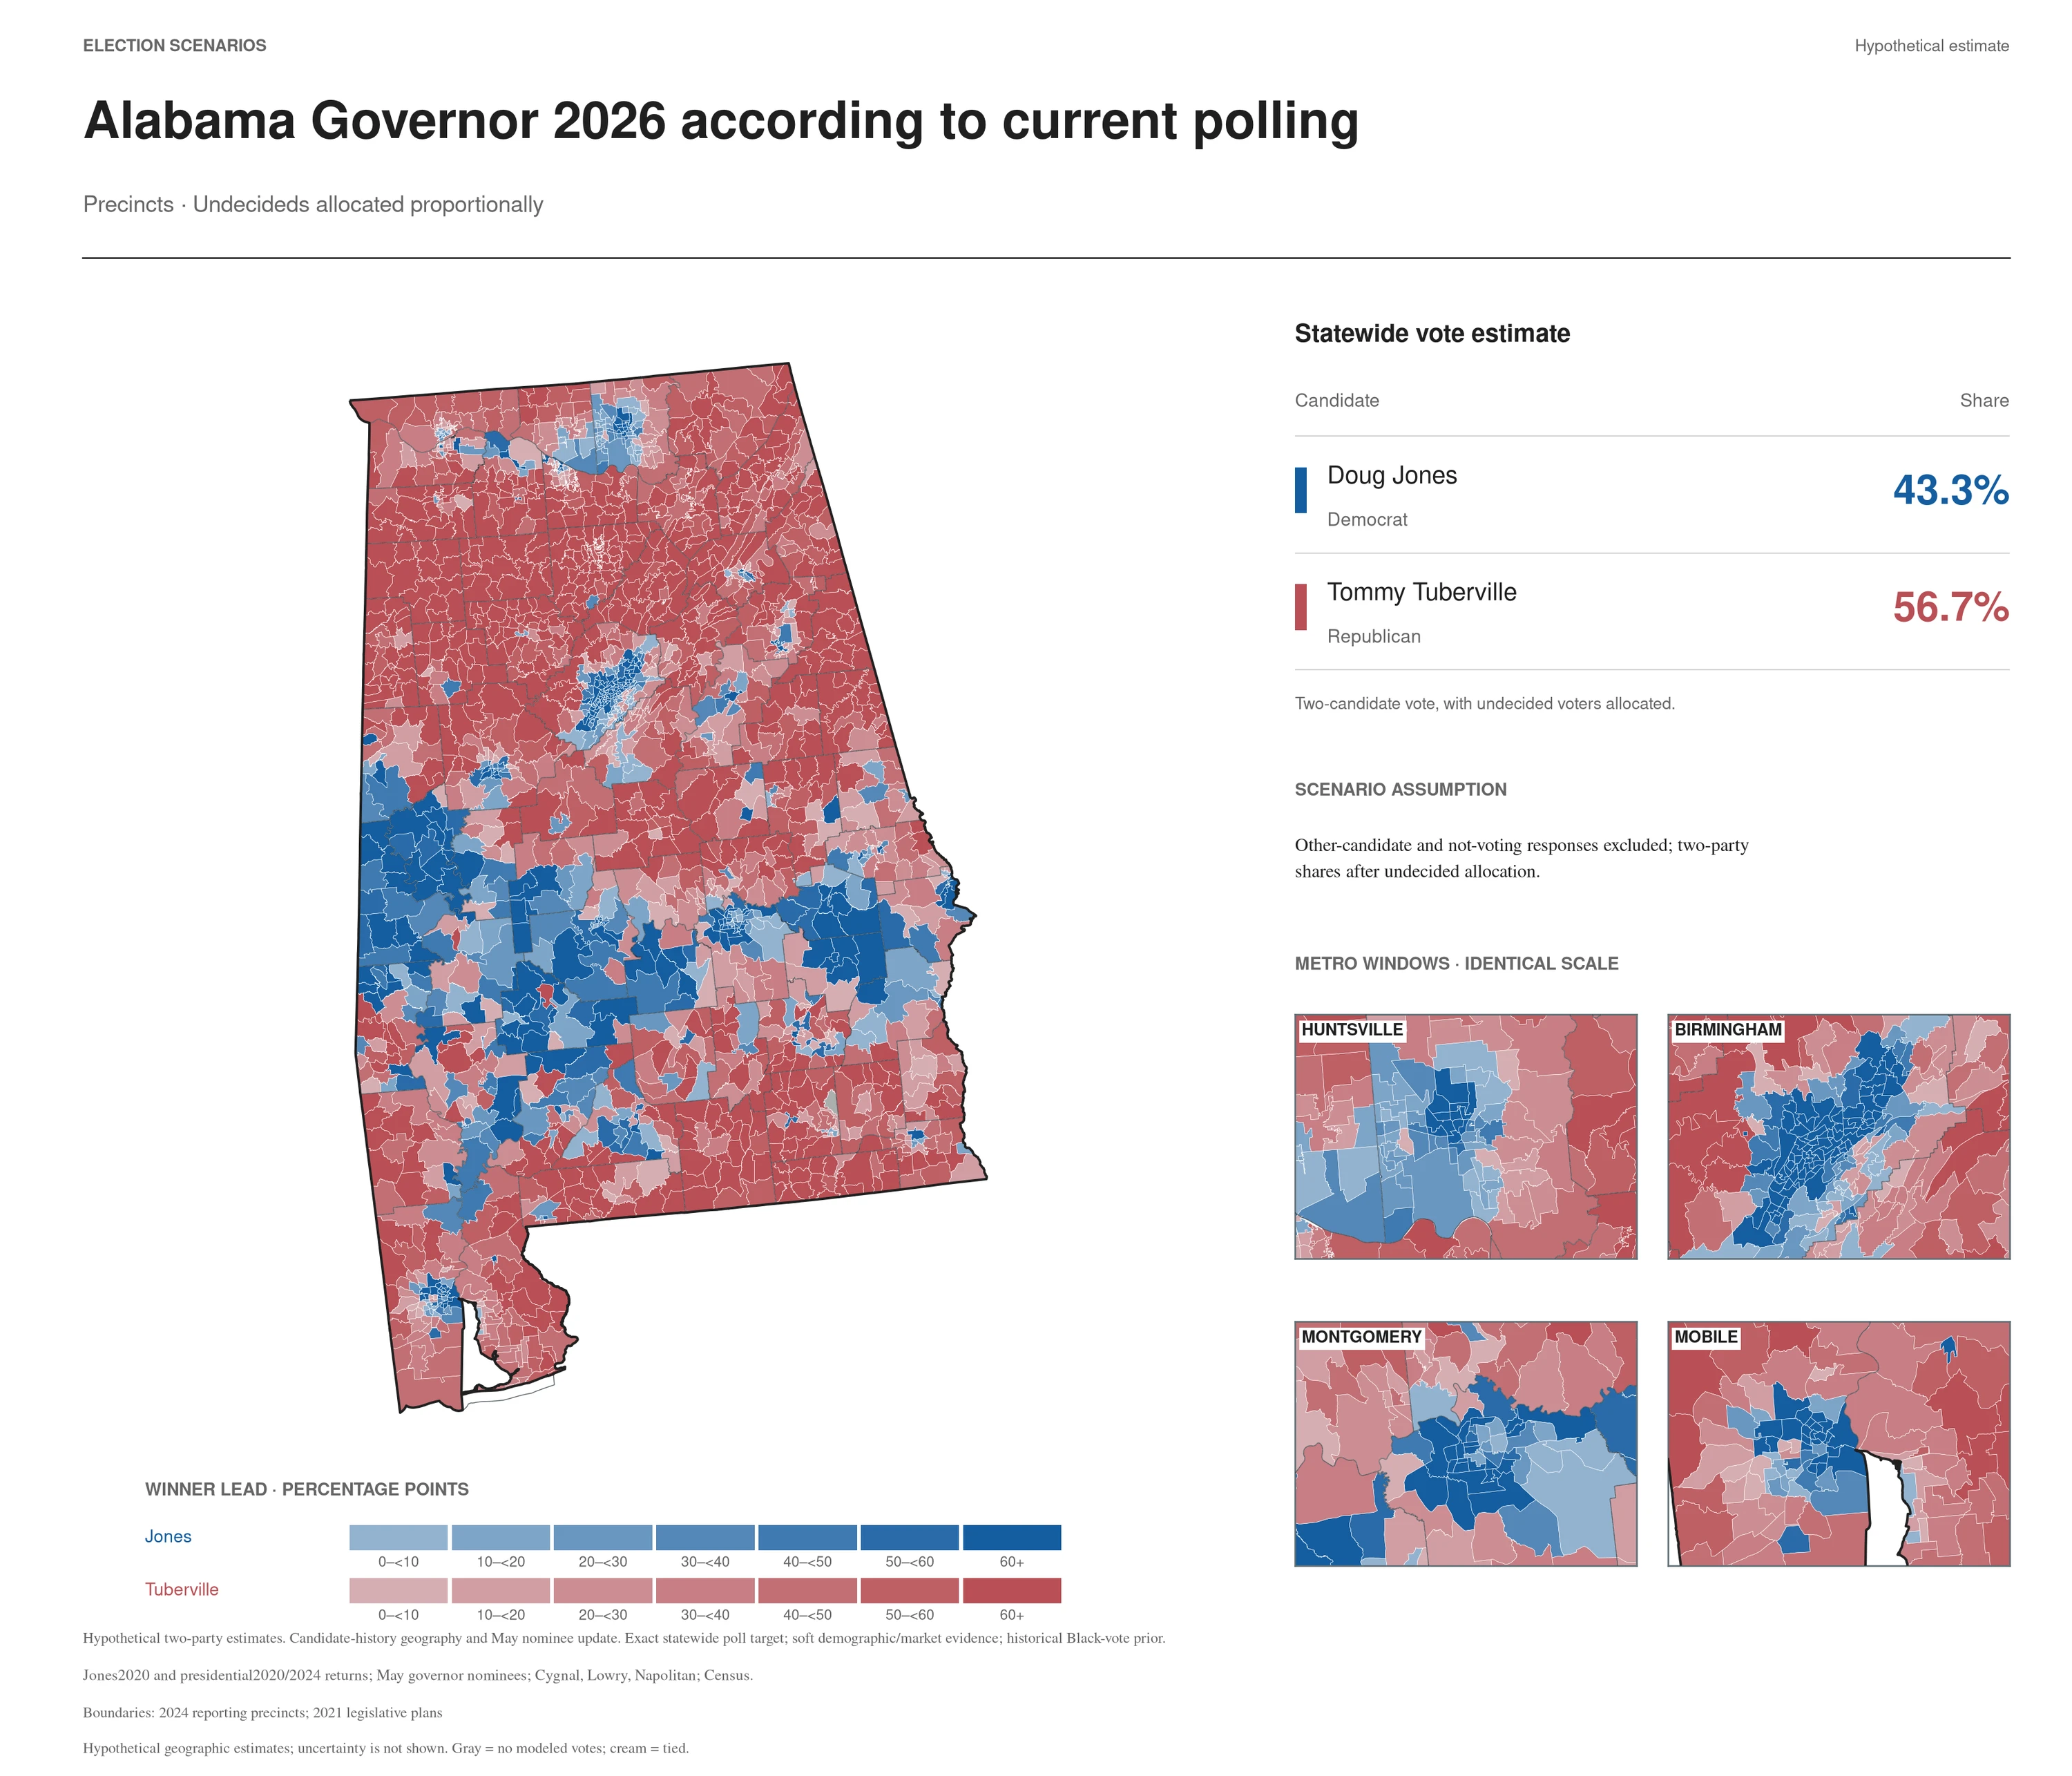 ELECTION SCENARIOS
Hypothetical estimate
Alabama Governor 2026 according to current polling
Precincts · Undecideds allocated proportionally
Statewide vote estimate
Candidate
Share
Doug Jones
Democrat
43.3%
Tommy Tuberville
Republican
56.7%
Two-candidate vote, with undecided voters allocated.
SCENARIO ASSUMPTION
Other-candidate and not-voting responses excluded; two-party
shares after undecided allocation.
METRO WINDOWS · IDENTICAL SCALE
HUNTSVILLE
BIRMINGHAM
MONTGOMERY
MOBILE
WINNER LEAD · PERCENTAGE POINTS
Jones
0–<10 10–<20 20–<30 30–<40 40–<50 50–<60 60+
Tuberville
0–<10 10–<20 20–<30 30–<40 40–<50 50–<60 60+
Hypothetical two-party estimates. Candidate-history geography and May nominee update. Exact statewide poll target; soft demographic/market evidence; historical Black-vote prior.
Jones2020 and presidential2020/2024 returns; May governor nominees; Cygnal, Lowry, Napolitan; Census.
Boundaries: 2024 reporting precincts; 2021 legislative plans
Hypothetical geographic estimates; uncertainty is not shown. Gray = no modeled votes; cream = tied.